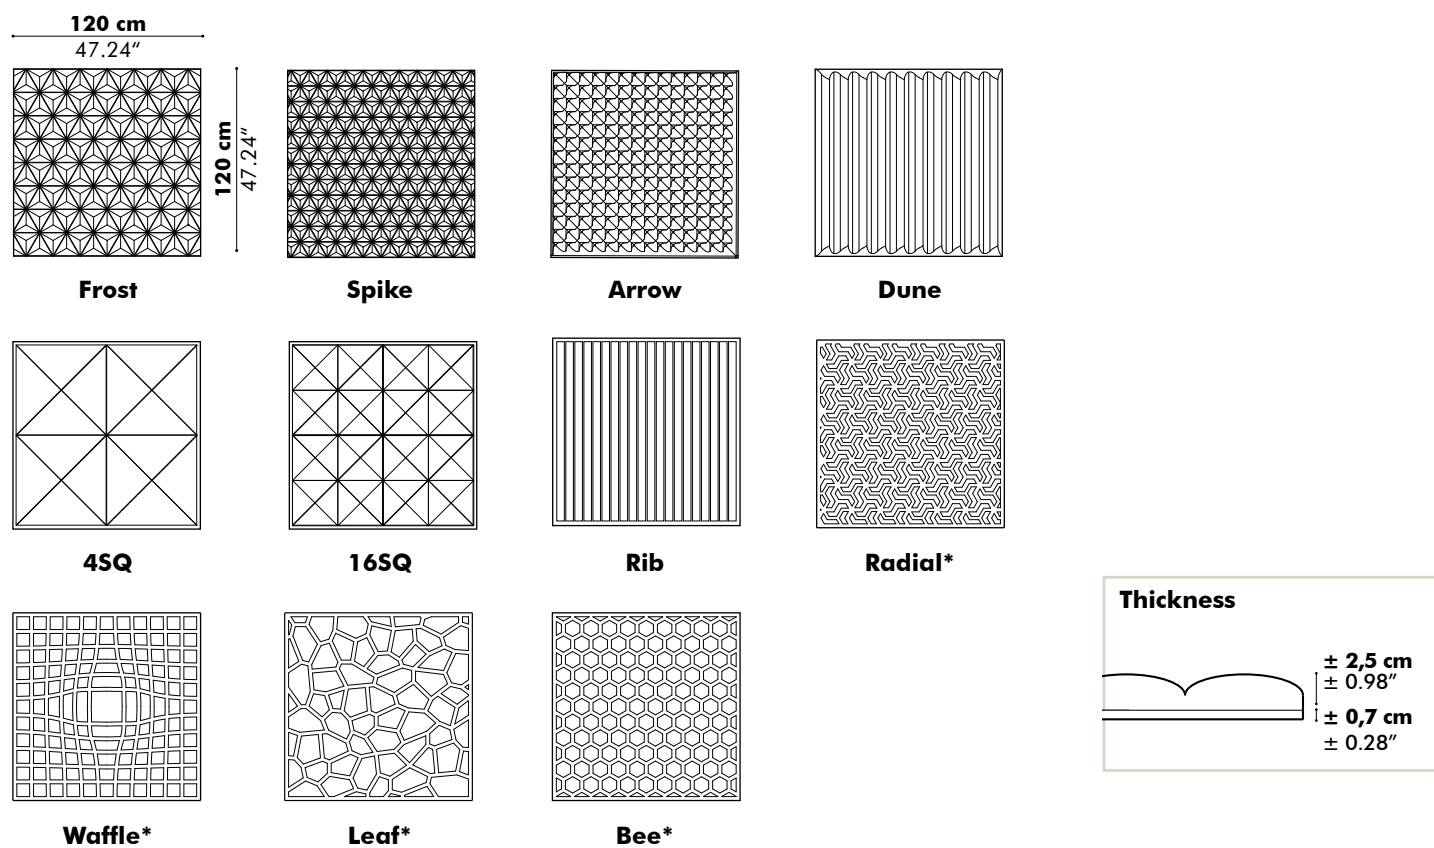 120 cm
47.24“
120 cm
47.24“
Frost
Spike
Arrow
Dune
4SQ
16SQ
Rib
Radial*
Thickness
± 2,5 cm
± 0.98”
± 0,7 cm
± 0.28”
Waffle*
Leaf*
Bee*